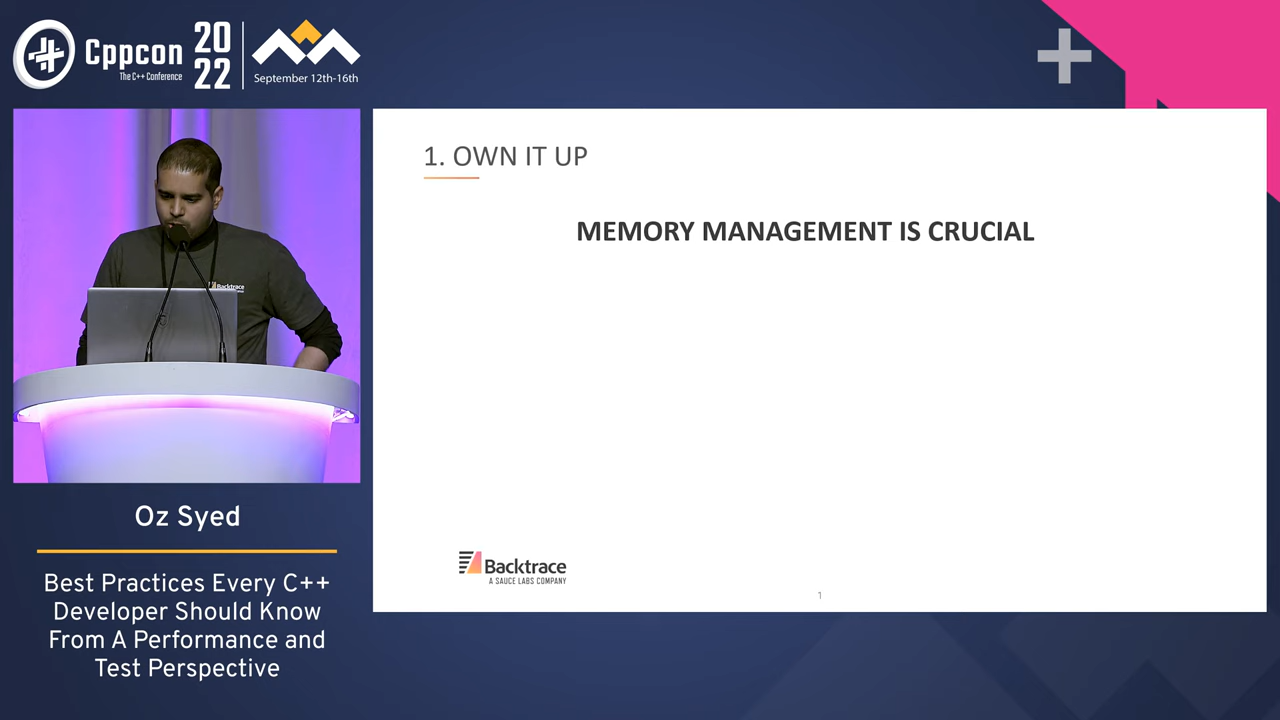 Cppcon
The C++ Conference
20
22
September 12th-16th
Backtrace
Oz Syed
Best Practices Every C++
Developer Should Know
From A Performance and
Test Perspective
1. OWN IT UP
MEMORY MANAGEMENT IS CRUCIAL
Backtrace
A SAUCE LABS COMPANY
1